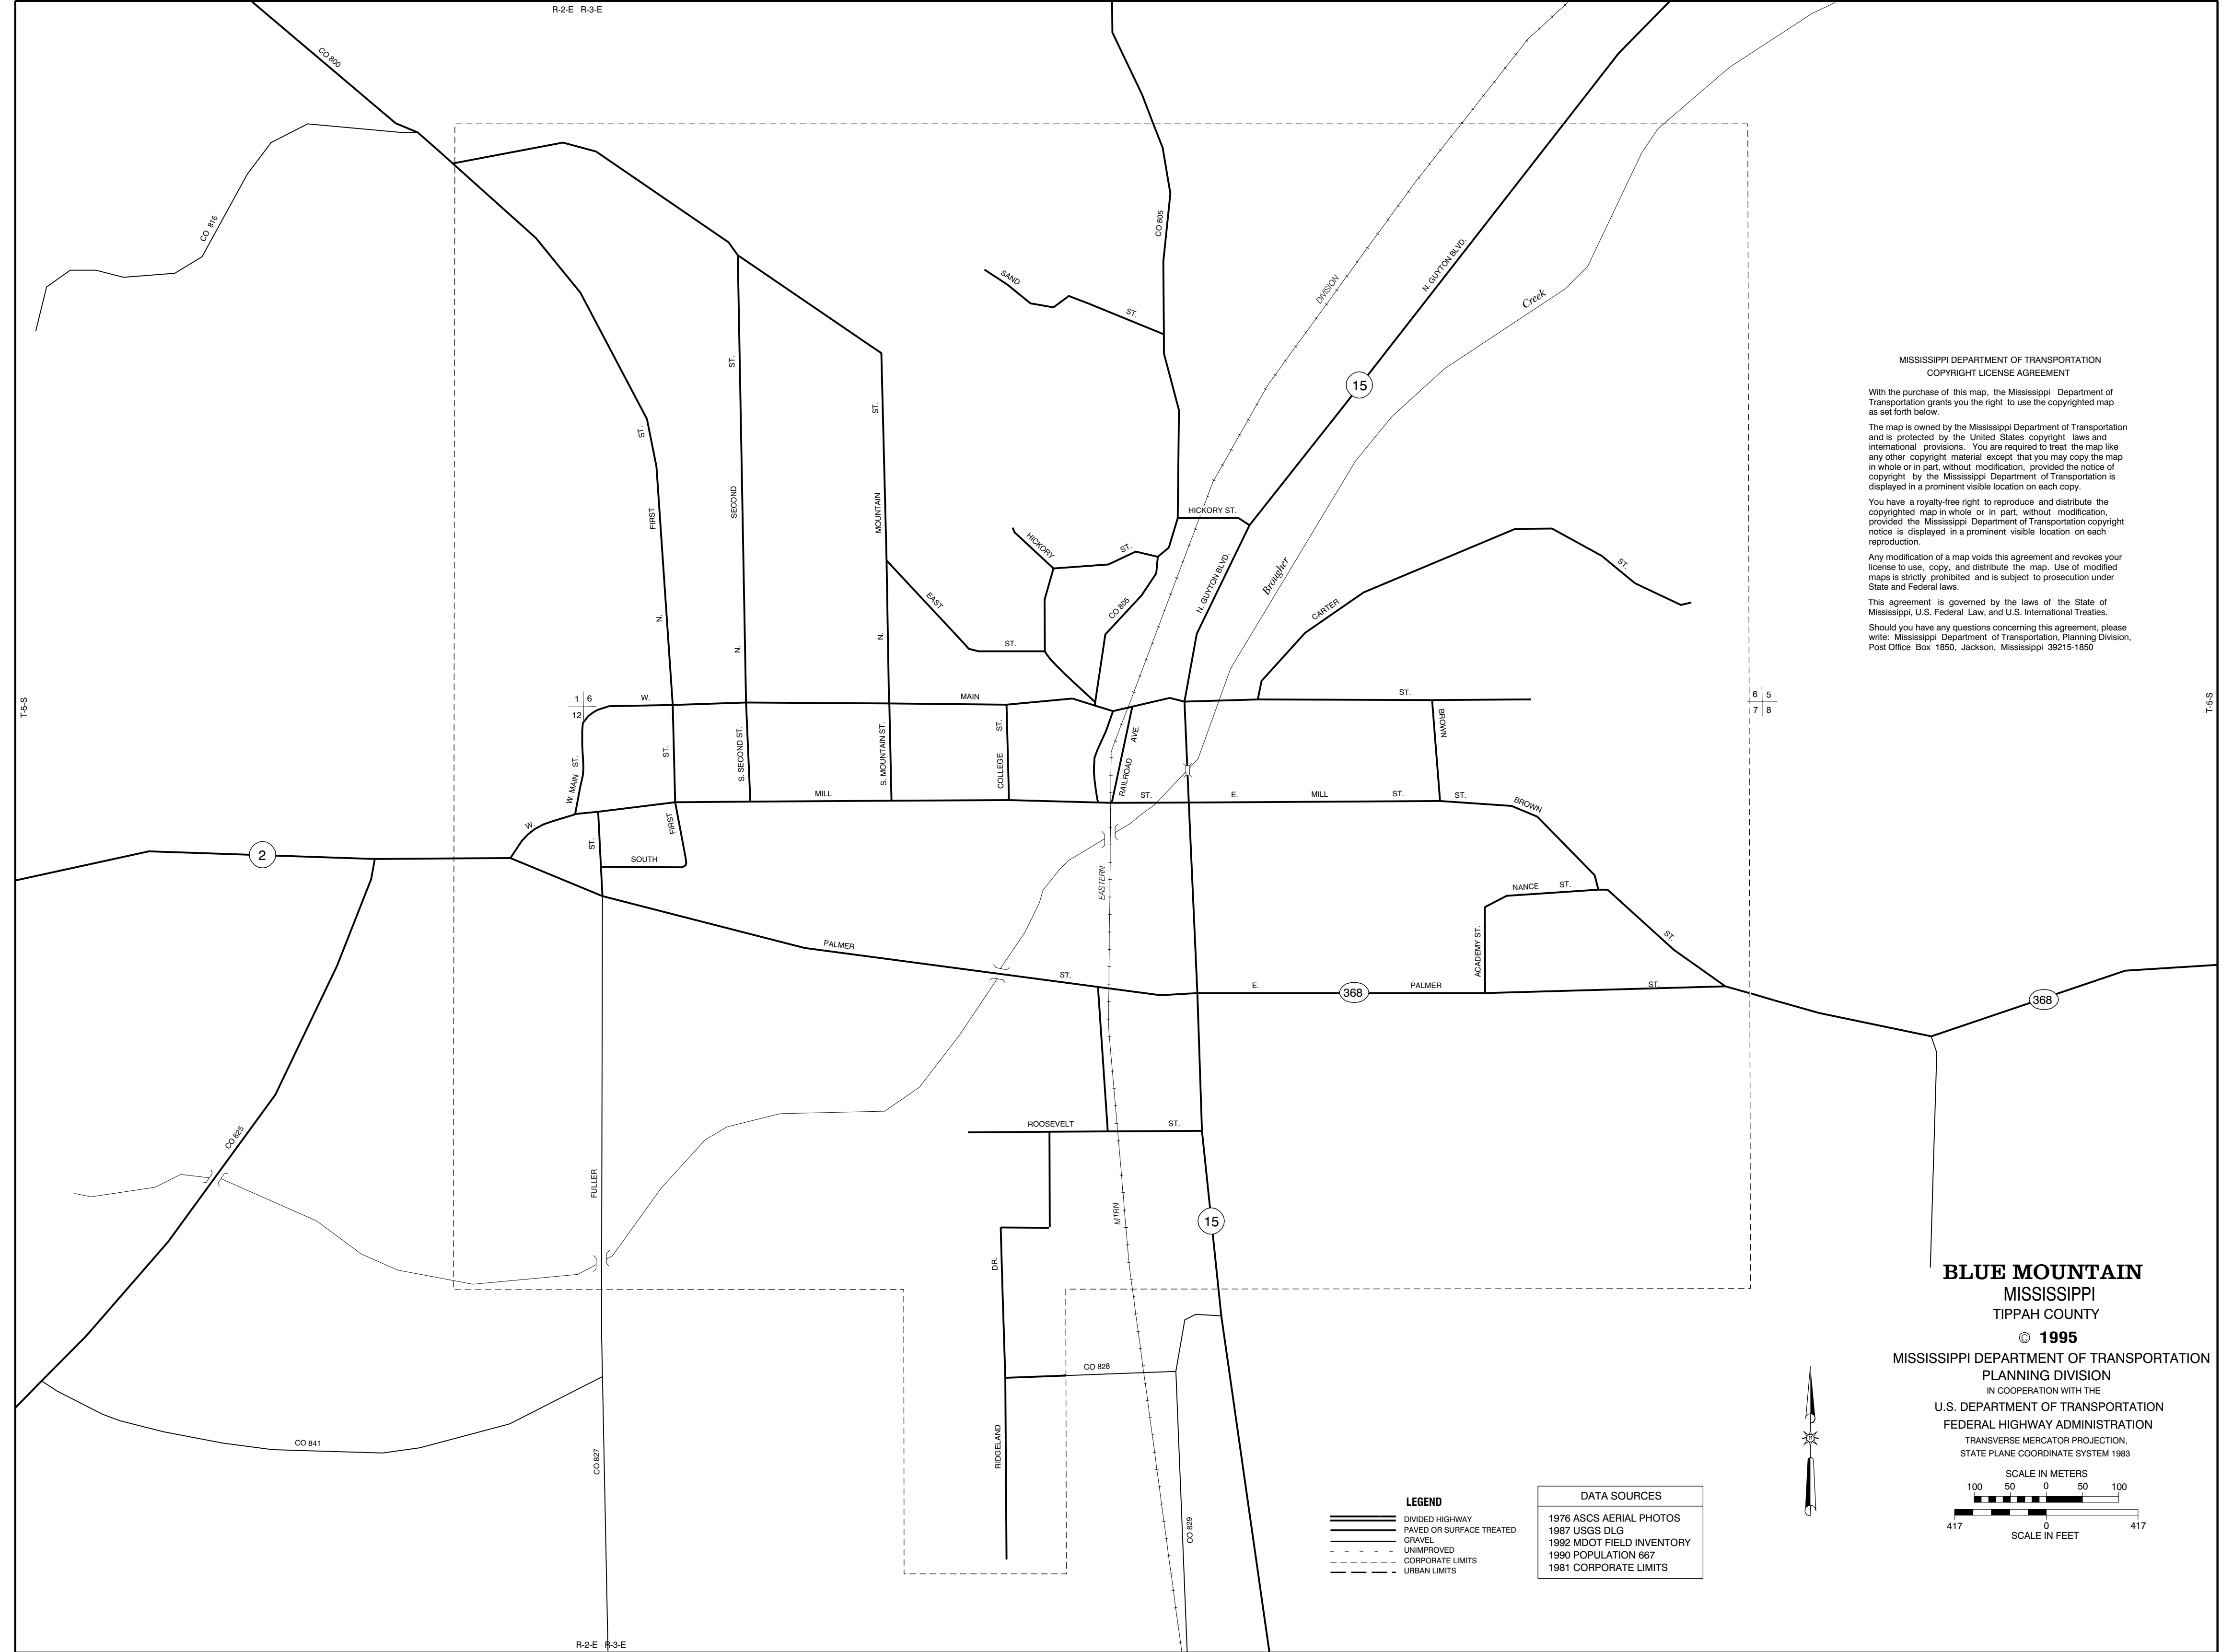 R-2-E R-3-E
CO 800
CO 816
CO 805
SAND
ST.
DIVISION
N. GUYTON BLVD.
Creek
15
ST.
ST.
ST.
FIRST
SECOND
MOUNTAIN
HICKORY ST.
HICKORY
ST.
N. GUYTON BLVD.
Brougher
CO 805
EAST
ST.
CARTER
ST.
N.
N.
N.
T-5-S
1 6
12
W.
MAIN
ST.
6 5
7 8
T-5-S
W. MAIN ST.
ST.
FIRST
S. SECOND ST.
S. MOUNTAIN ST.
COLLEGE ST.
RAILROAD AVE.
BROWN
W.
MILL
ST.
E.
MILL
ST.
ST.
BROWN
ST.
2
ST.
SOUTH
EASTERN
NANCE ST.
ACADEMY ST.
PALMER
ST.
E.
368
PALMER
ST.
368
CO 825
ROOSEVELT ST.
FULLER
MTRN
15
DR.
RIDGELAND
CO 828
CO 841
CO 827
CO 829
R-2-E R-3-E
MISSISSIPPI DEPARTMENT OF TRANSPORTATION
COPYRIGHT LICENSE AGREEMENT
With the purchase of this map, the Mississippi Department of
Transportation grants you the right to use the copyrighted map
as set forth below.
The map is owned by the Mississippi Department of Transportation
and is protected by the United States copyright laws and
international provisions. You are required to treat the map like
any other copyright material except that you may copy the map
in whole or in part, without modification, provided the notice of
copyright by the Mississippi Department of Transportation is
displayed in a prominent visible location on each copy.
You have a royalty-free right to reproduce and distribute the
copyrighted map in whole or in part, without modification,
provided the Mississippi Department of Transportation copyright
notice is displayed in a prominent visible location on each
reproduction.
Any modification of a map voids this agreement and revokes your
license to use, copy, and distribute the map. Use of modified
maps is strictly prohibited and is subject to prosecution under
State and Federal laws.
This agreement is governed by the laws of the State of
Mississippi, U.S. Federal Law, and U.S. International Treaties.
Should you have any questions concerning this agreement, please
write: Mississippi Department of Transportation, Planning Division,
Post Office Box 1850, Jackson, Mississippi 39215-1850
BLUE MOUNTAIN
MISSISSIPPI
TIPPAH COUNTY
© 1995
MISSISSIPPI DEPARTMENT OF TRANSPORTATION
PLANNING DIVISION
IN COOPERATION WITH THE
U.S. DEPARTMENT OF TRANSPORTATION
FEDERAL HIGHWAY ADMINISTRATION
TRANSVERSE MERCATOR PROJECTION,
STATE PLANE COORDINATE SYSTEM 1983
SCALE IN METERS
100 50 0 50 100
417 0 417
SCALE IN FEET
LEGEND
DIVIDED HIGHWAY
PAVED OR SURFACE TREATED
GRAVEL
UNIMPROVED
CORPORATE LIMITS
URBAN LIMITS
DATA SOURCES
1976 ASCS AERIAL PHOTOS
1987 USGS DLG
1992 MDOT FIELD INVENTORY
1990 POPULATION 667
1981 CORPORATE LIMITS